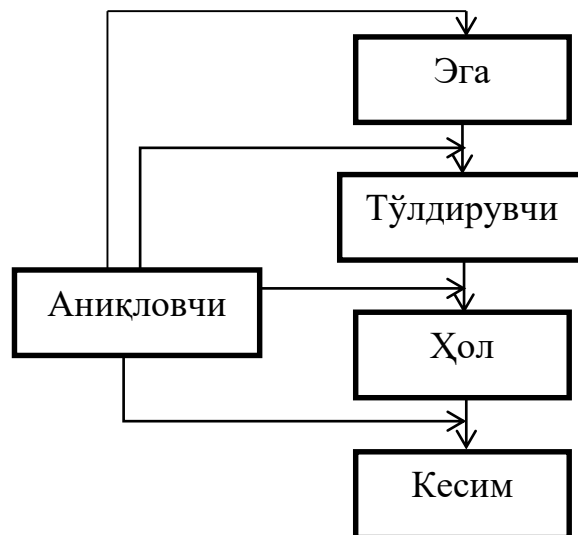 Эга
Тўлдирувчи
Аниқловчи
Ҳол
Кесим